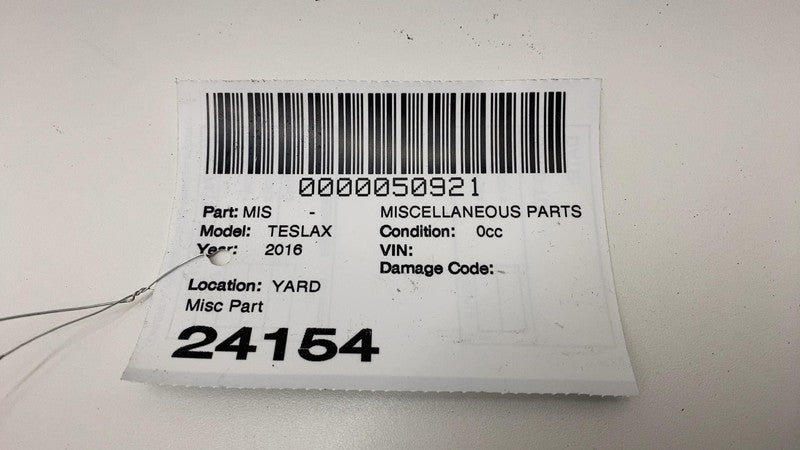 0000050921
Part: MIS - MISCELLANEOUS PARTS
Model: TESLAX Condition: 0cc
Year: 2016 VIN:
Damage Code: -
Location: YARD
Misc Part
24154